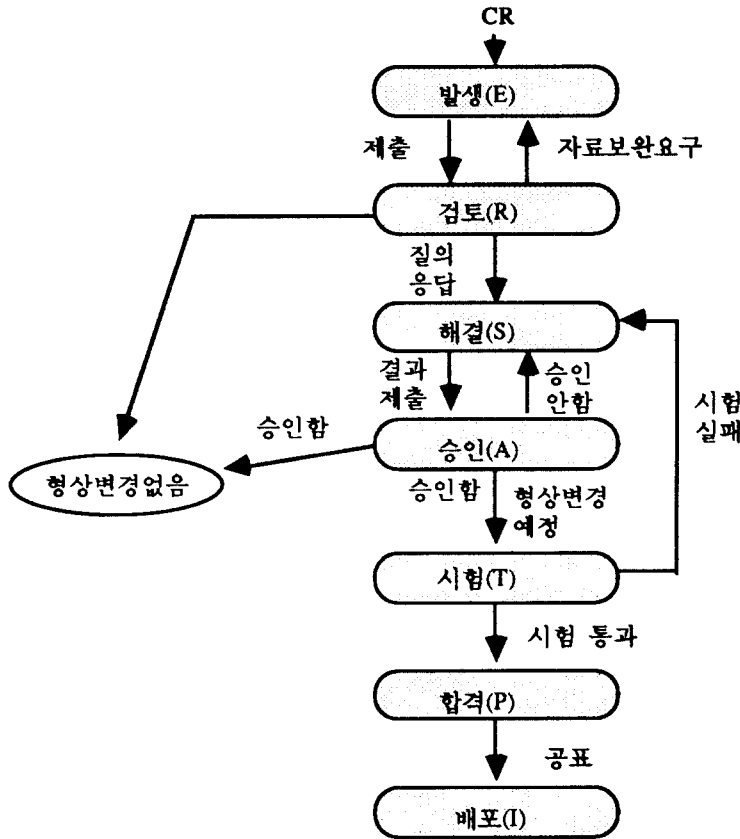 CR
발생(E)
제출
자료보완요구
검토(R)
질의
응답
해결(S)
결과
제출
승인
안함
시험
실패
승인함
승인(A)
형상변경없음
승인함
형상변경
예정
시험(T)
시험 통과
합격(P)
공표
배포(I)